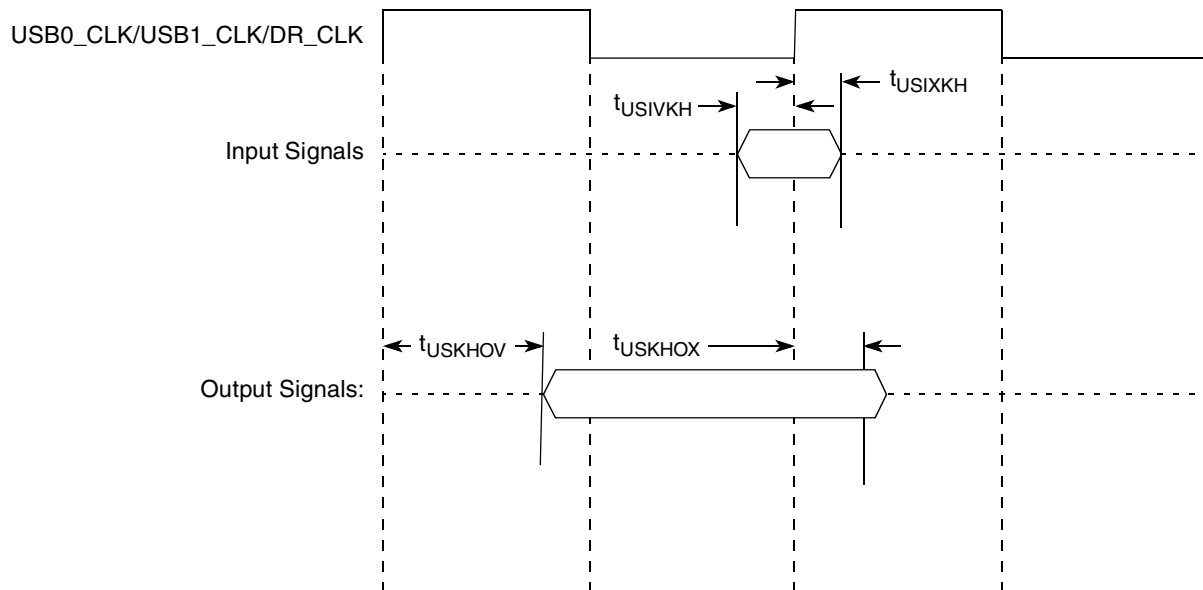 USB0_CLK/USB1_CLK/DR_CLK
tUSIXKH
tUSIVKH
Input Signals
tUSKHOV
tUSKHOX
Output Signals: